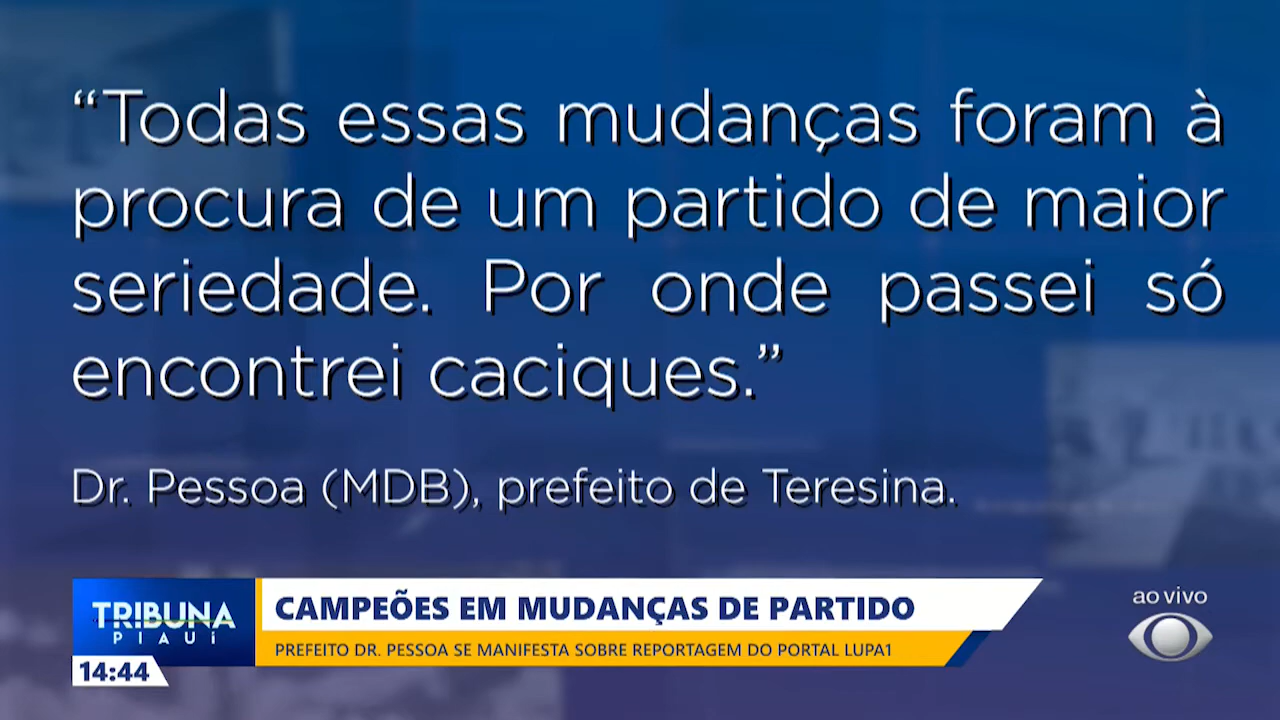 “Todas essas mudanças foram à
procura de um partido de maior
seriedade. Por onde passei só
encontrei caciques.”
Dr. Pessoa (MDB), prefeito de Teresina.
TRIBUNA
PIAUÍ
CAMPEÕES EM MUDANÇAS DE PARTIDO
PREFEITO DR. PESSOA SE MANIFESTA SOBRE REPORTAGEM DO PORTAL LUPA1
14:44
ao vivo